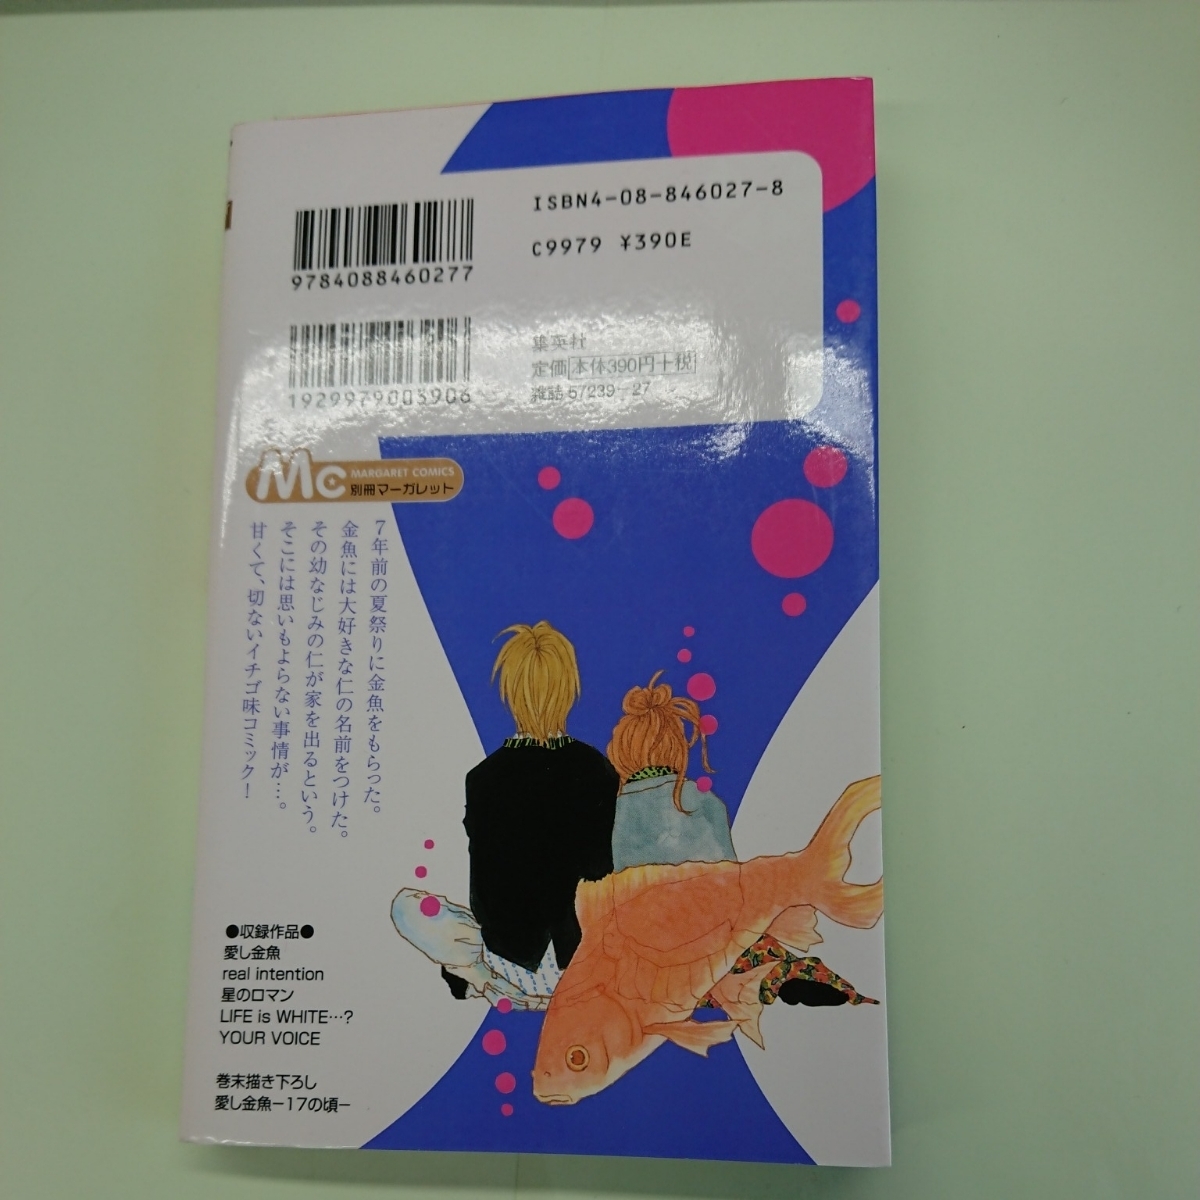 ISBN4-08-846027-8
C9979 ¥390E
9784088460277
1929979003906
集英社
定価 本体390円十税
雑誌 57239-27
Mc MARGARET COMICS
別冊マーガレット
7年前の夏祭りに金魚をもらった。
金魚には大好きな仁の名前をつけた。
その幼なじみの仁が家を出るという。
そこには思いもよらない事情が…。
甘くて、切ないイチゴ味コミック！
●収録作品●
愛し金魚
real intention
星のロマン
LIFE is WHITE…?
YOUR VOICE
巻末描き下ろし
愛し金魚-17の頃-